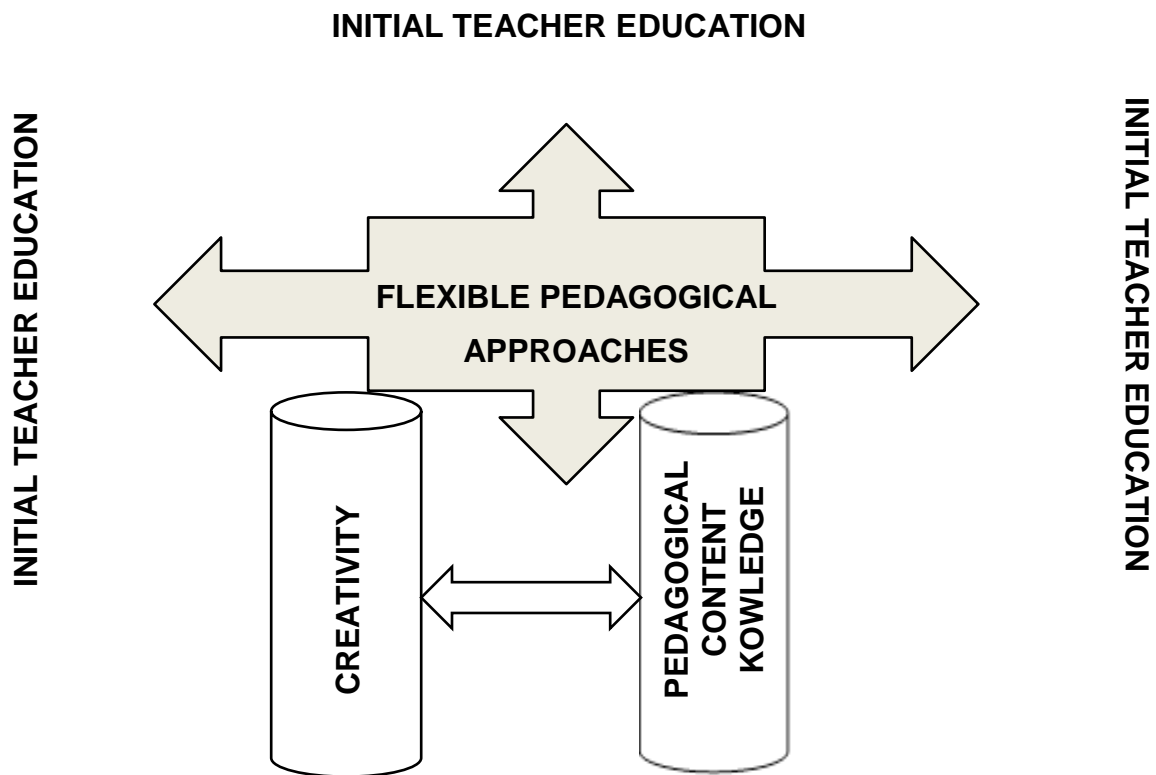 INITIAL TEACHER EDUCATION
INITIAL TEACHER EDUCATION
INITIAL TEACHER EDUCATION
FLEXIBLE PEDAGOGICAL
APPROACHES
CREATIVITY
PEDAGOGICAL
CONTENT
KOWLEDGE